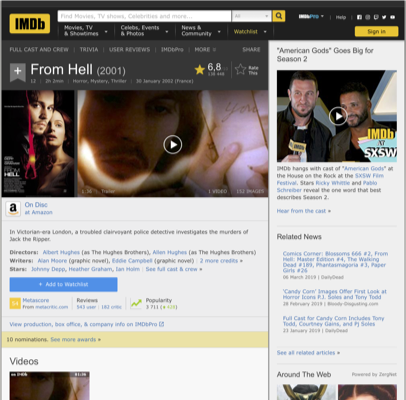 IMDb
Find Movies, TV shows, Celebrities and more...
All
IMDbPro
Help
Movies, TV & Showtimes
Celebs, Events & Photos
News & Community
Watchlist
Sign in
FULL CAST AND CREW | TRIVIA | USER REVIEWS | IMDbPro | MORE
SHARE
From Hell (2001)
6,8
Rate This
12 | 2h 2min | Horror, Mystery, Thriller | 30 January 2002 (France)
FROM HELL
1:36 | Trailer
1 VIDEO | 152 IMAGES
On Disc
at Amazon
In Victorian-era London, a troubled clairvoyant police detective investigates the murders of
Jack the Ripper.
Directors: Albert Hughes (as The Hughes Brothers), Allen Hughes (as The Hughes Brothers)
Writers: Alan Moore (graphic novel), Eddie Campbell (graphic novel) | 2 more credits »
Stars: Johnny Depp, Heather Graham, Ian Holm | See full cast & crew »
+ Add to Watchlist
Metascore
From metacritic.com
Reviews
543 user | 182 critic
Popularity
3 711
View production, box office, & company info on IMDbPro
10 nominations. See more awards »
Videos
"American Gods" Goes Big for
Season 2
IMDb
AT
SXSW
IMDb hangs with cast of "American Gods" at
the House on the Rock at the SXSW Film
Festival. Stars Ricky Whittle and Pablo
Schreiber reveal the one word that best
describes Season 2.
Hear from the cast »
Related News
Comics Corner: Blossoms 666 #2, From
Hell: Master Edition #4, The Walking
Dead #189, Phantasmagoria #3, Paper
Girls #26
06 March 2019 | DailyDead
'Candy Corn' Images Offer First Look at
Horror Icons P.J. Soles and Tony Todd
28 February 2019 | Bloody-Disgusting.com
Full Cast for Candy Corn Includes Tony
Todd, Courtney Gains, and PJ Soles
23 January 2019 | DailyDead
See all related articles »
Around The Web
Powered by ZergNet